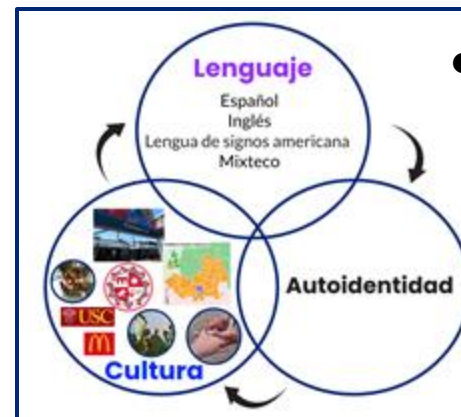 Lenguaje
Español
Inglés
Lengua de signos americana
Mixteco
Autoidentidad
USC
Cultura